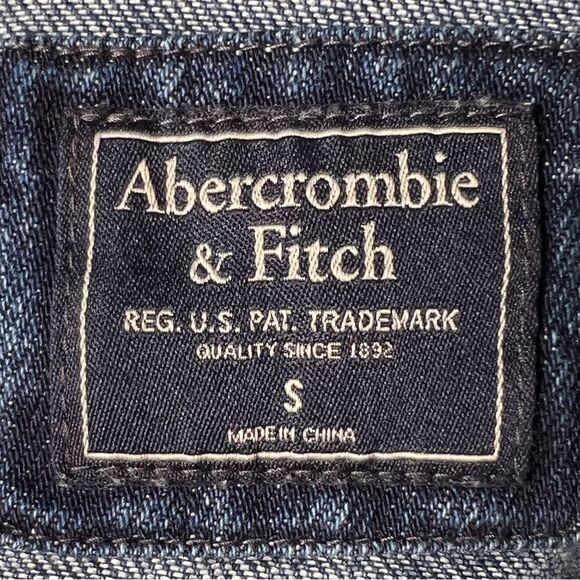 Abercrombie
& Fitch
REG. U.S. PAT. TRADEMARK
QUALITY SINCE 1892
S
MADE IN CHINA